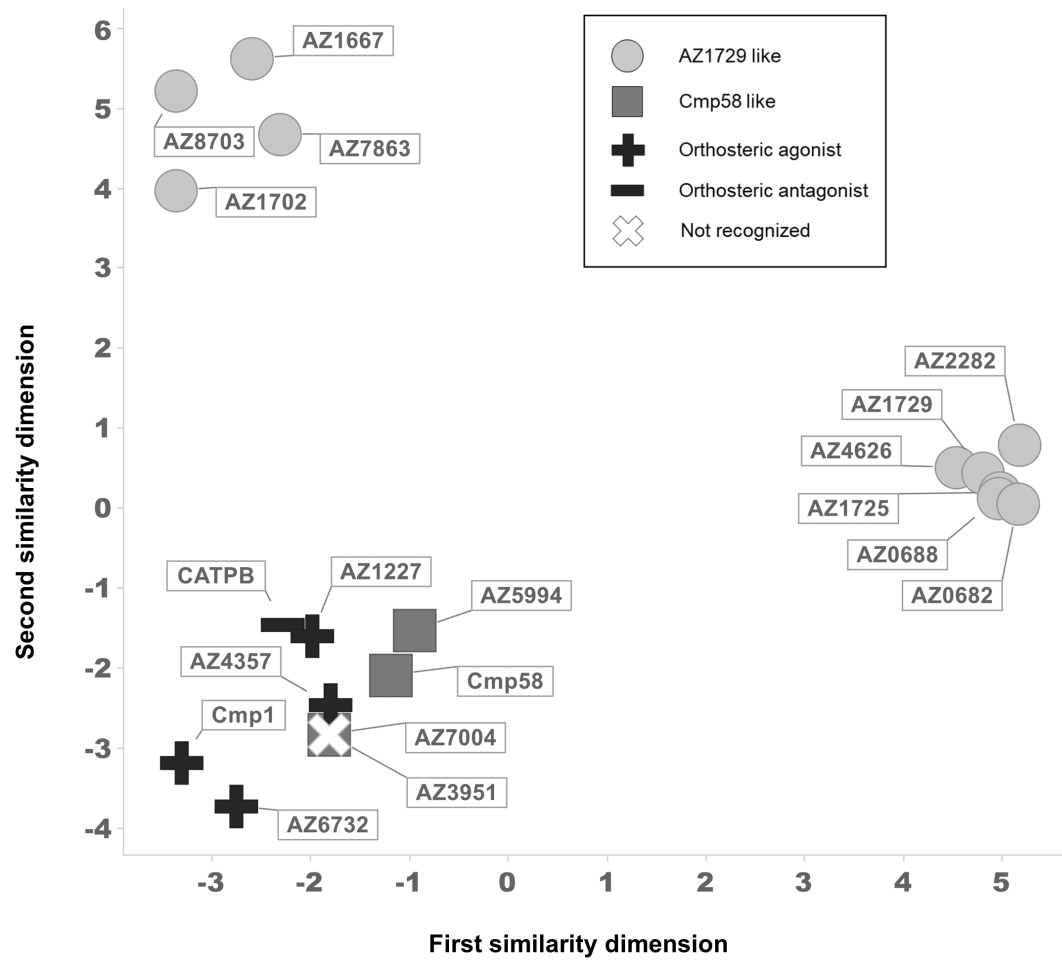 6
5
4
3
2
1
0
-1
-2
-3
-4
Second similarity dimension
AZ1667
AZ8703
AZ7863
AZ1702
AZ1729 like
Cmp58 like
Orthosteric agonist
Orthosteric antagonist
Not recognized
AZ2282
AZ1729
AZ4626
AZ1725
AZ0688
AZ0682
CATPB
AZ1227
AZ5994
AZ4357
Cmp58
Cmp1
AZ7004
AZ3951
AZ6732
-3 -2 -1 0 1 2 3 4 5
First similarity dimension